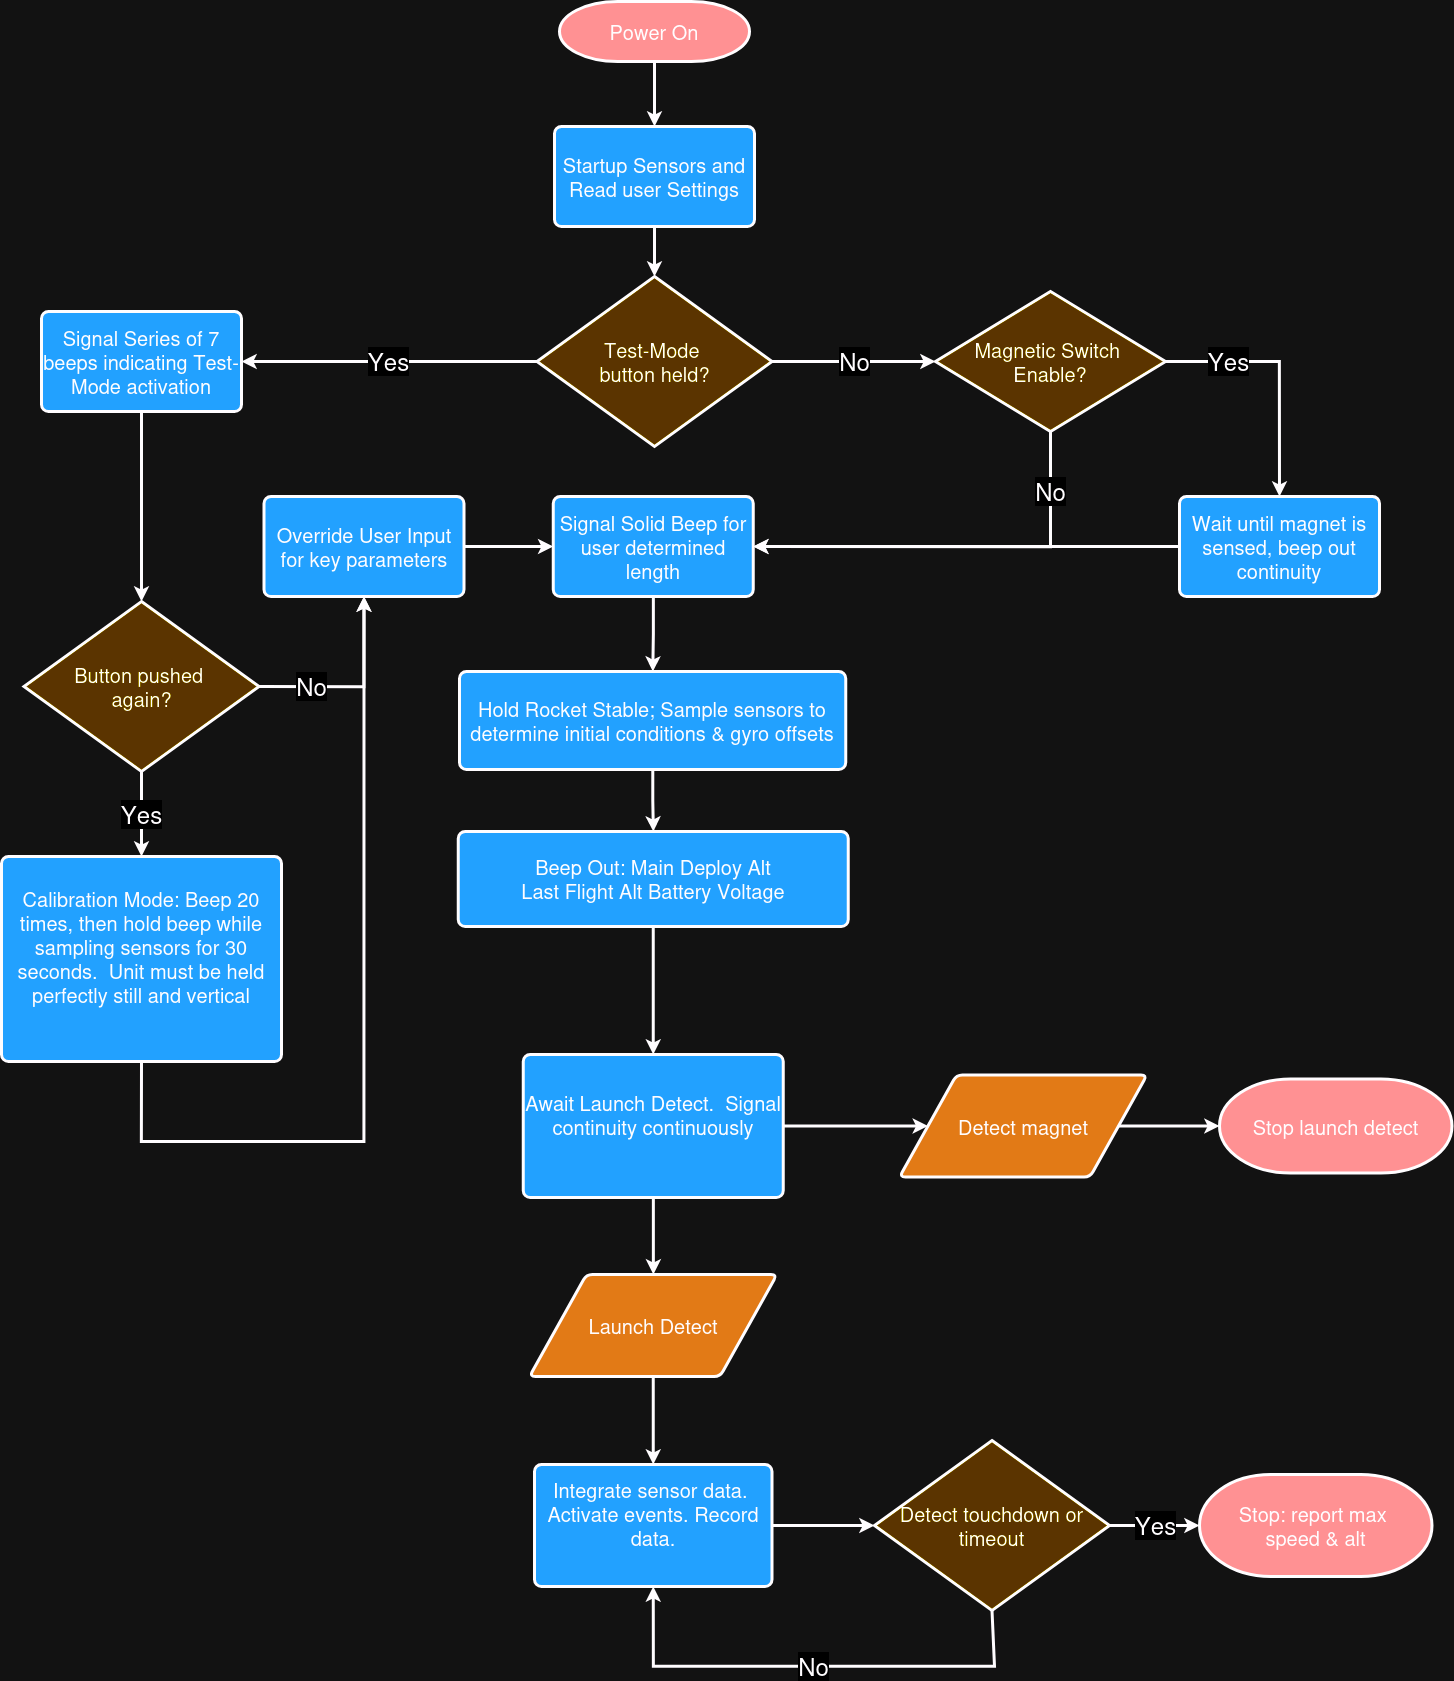 Power On
Startup Sensors and
Read user Settings
Signal Series of 7
beeps indicating Test-
Mode activation
Yes
Test-Mode
button held?
No
Magnetic Switch
Enable?
Yes
No
Override User Input
for key parameters
Signal Solid Beep for
user determined
length
Wait until magnet is
sensed, beep out
continuity
Button pushed
again?
No
Hold Rocket Stable; Sample sensors to
determine initial conditions & gyro offsets
Yes
Beep Out: Main Deploy Alt
Last Flight Alt Battery Voltage
Calibration Mode: Beep 20
times, then hold beep while
sampling sensors for 30
seconds.  Unit must be held
perfectly still and vertical
Await Launch Detect.  Signal
continuity continuously
Detect magnet
Stop launch detect
Launch Detect
Integrate sensor data.
Activate events. Record
data.
Detect touchdown or
timeout
Yes
Stop: report max
speed & alt
No